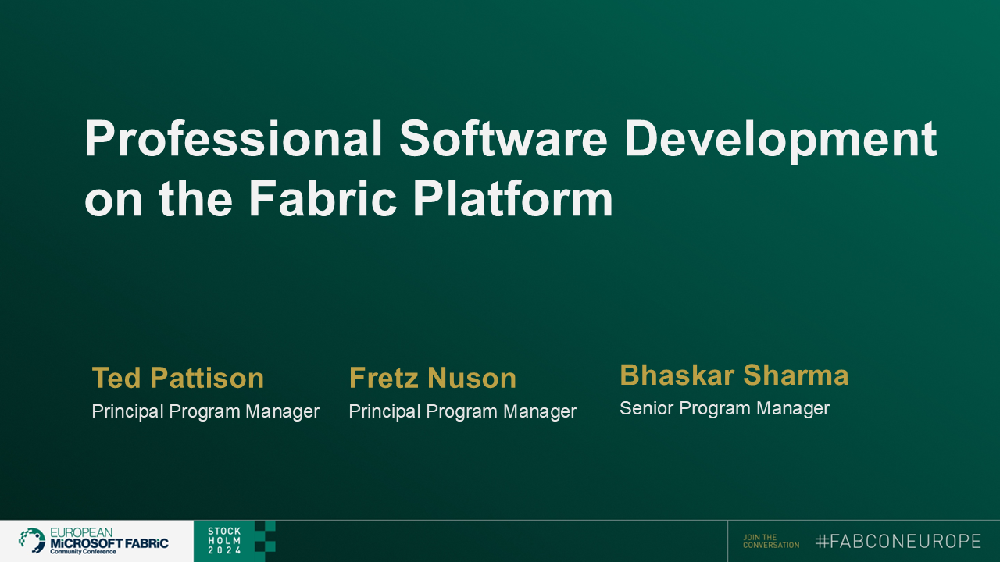 Professional Software Development
on the Fabric Platform
Ted Pattison
Principal Program Manager
Fretz Nuson
Principal Program Manager
Bhaskar Sharma
Senior Program Manager
EUROPEAN
MiCROSOFT FABRiC
Community Conference
STOCK
HOLM
2024
JOIN THE
CONVERSATION
#FABCONEUROPE